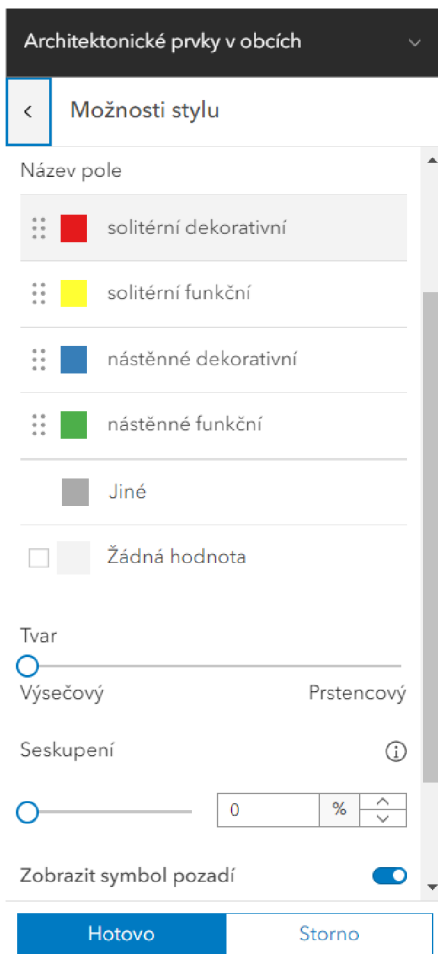 Architektonické prvky v obcích
Možnosti stylu
Název pole
solitérní dekorativní
solitérní funkční
nástěnné dekorativní
nástěnné funkční
Jiné
Žádná hodnota
Tvar
Výsečový Prstencový
Seskupení
0 %
Zobrazit symbol pozadí
Hotovo Storno